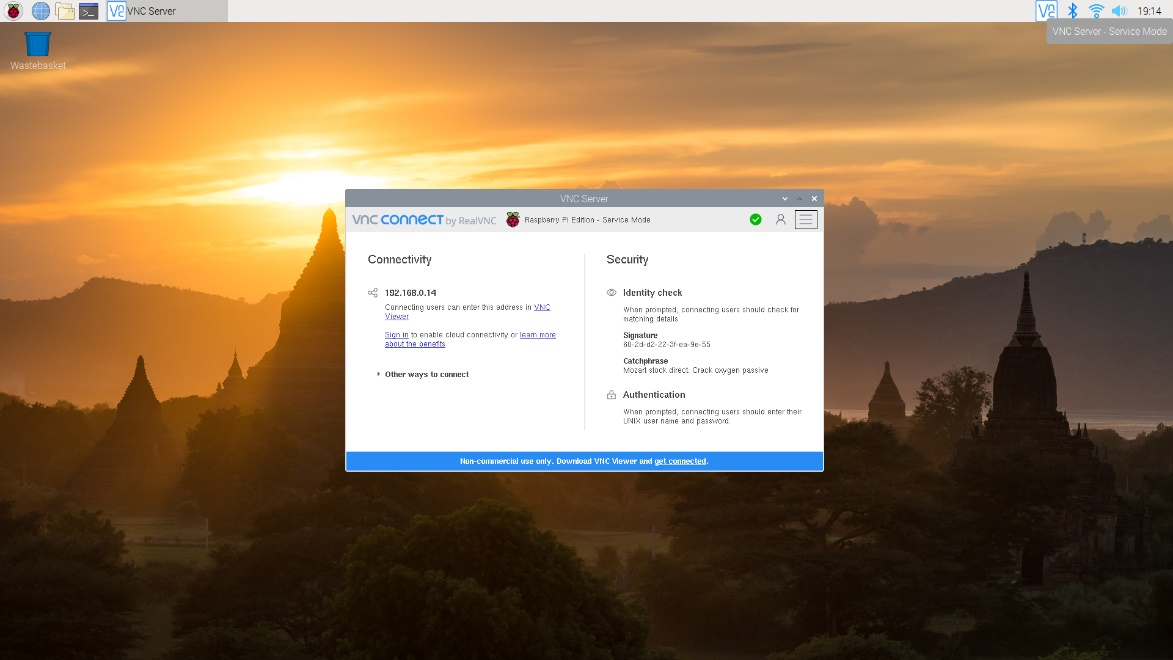 VNC Server
19:14
VNC Server - Service Mode
Wastebasket
VNC Server
vnc connect by RealVNC
Raspberry Pi Edition - Service Mode
Connectivity
192.168.0.14
Connecting users can enter this address in VNC
Viewer
Sign in to enable cloud connectivity or learn more
about the benefits
Other ways to connect
Security
Identity check
When prompted, connecting users should check for
matching details
Signature
60-2d-d2-22-3f-ea-9e-55
Catchphrase
Mozart stock direct. Crack oxygen passive
Authentication
When prompted, connecting users should enter their
UNIX user name and password.
Non-commercial use only. Download VNC Viewer and get connected.